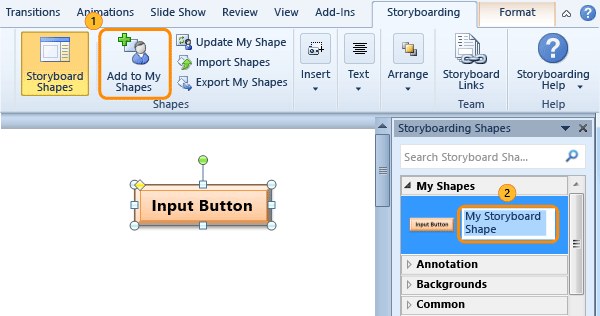 Transitions Animations Slide Show Review View Add-Ins Storyboarding Format
1
Storyboard
Shapes
Add to My
Shapes
Update My Shape
Import Shapes
Export My Shapes
Insert
Text
Arrange
Storyboard
Links
Storyboarding
Help
Shapes Team Help
Storyboarding Shapes
Search Storyboard Sha...
My Shapes
2
Input Button
Input Button
My Storyboard
Shape
Annotation
Backgrounds
Common